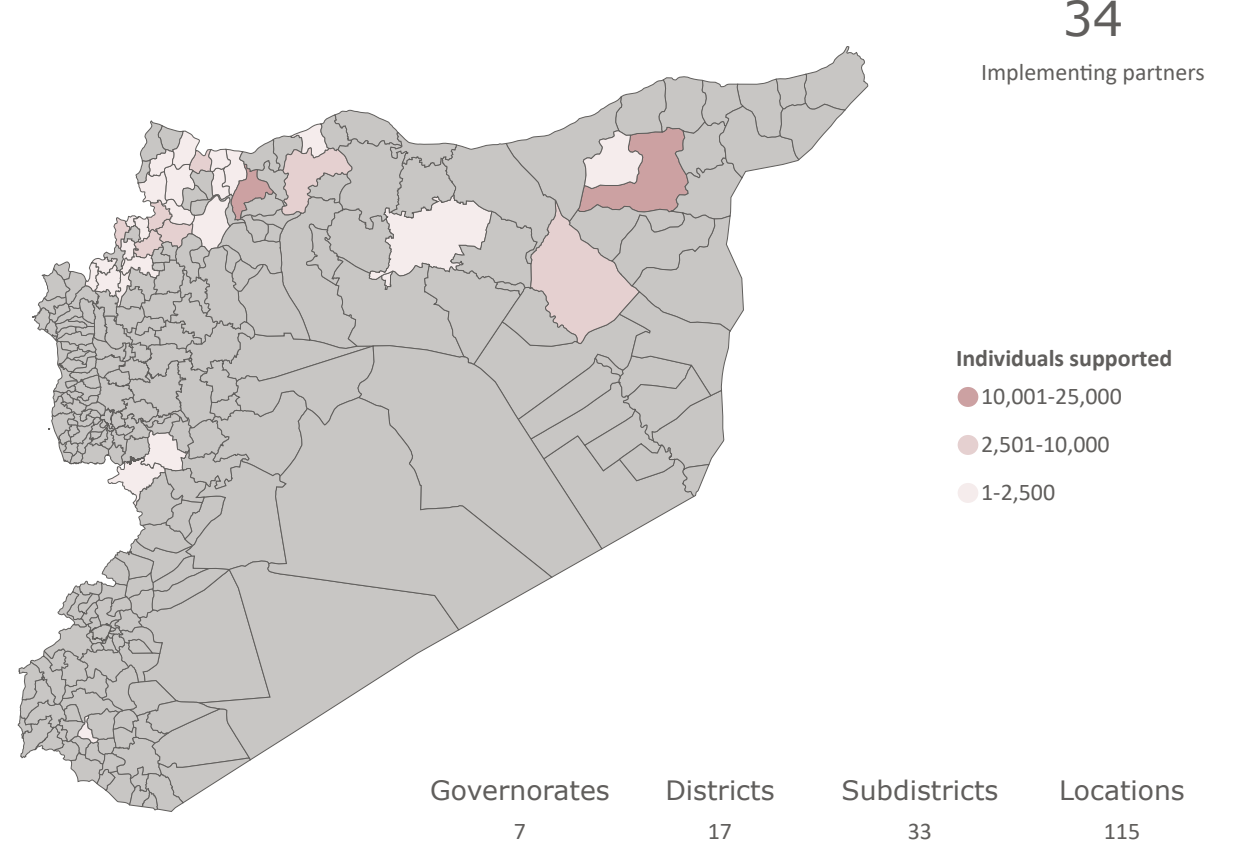 34
Implementing partners
Individuals supported
10,001-25,000
2,501-10,000
1-2,500
Governorates Districts Subdistricts Locations
7 17 33 115